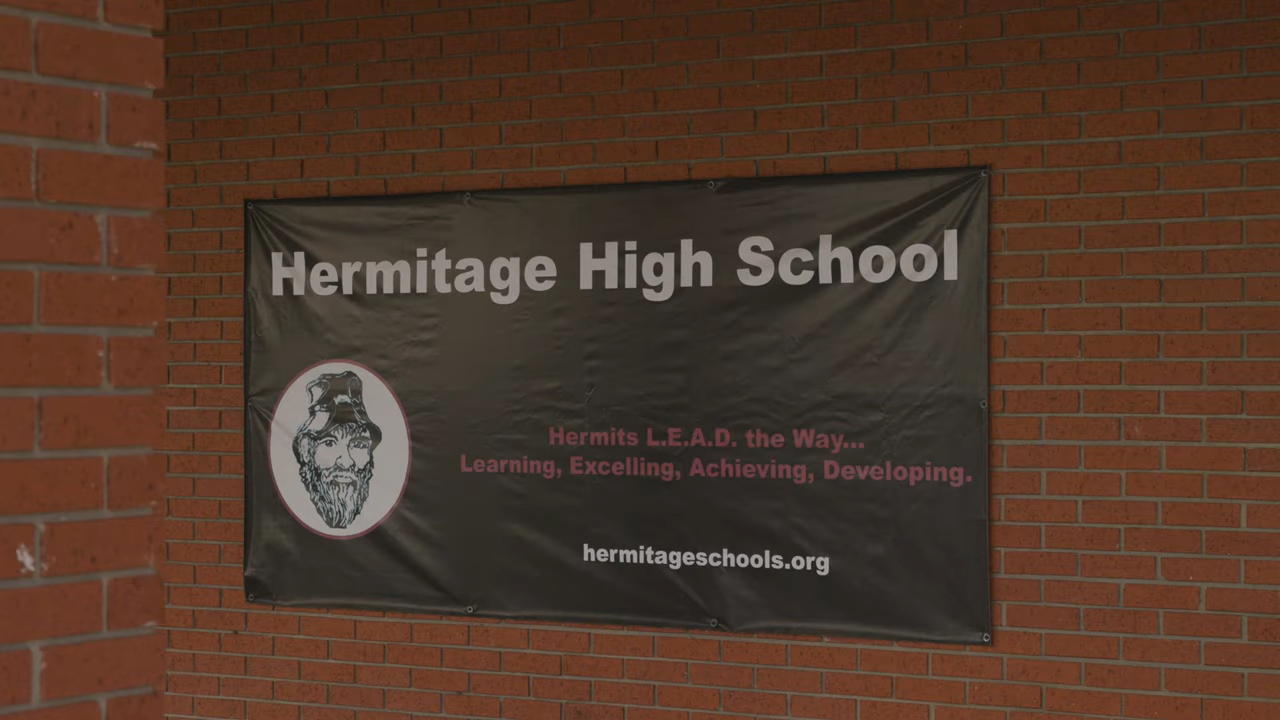 Hermitage High School
Hermits L.E.A.D. the Way...
Learning, Excelling, Achieving, Developing.
hermitageschools.org